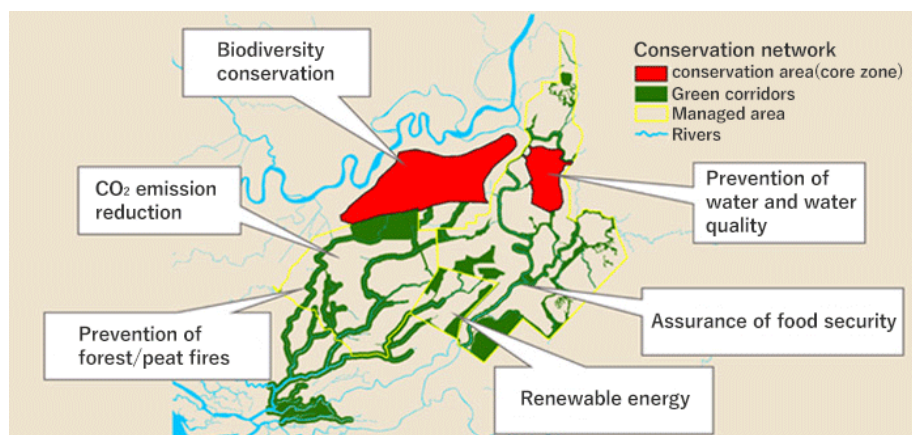 Biodiversity
conservation
Conservation network
conservation area(core zone)
Green corridors
Managed area
Rivers
CO₂ emission
reduction
Prevention of
water and water
quality
Prevention of
forest/peat fires
Assurance of food security
Renewable energy